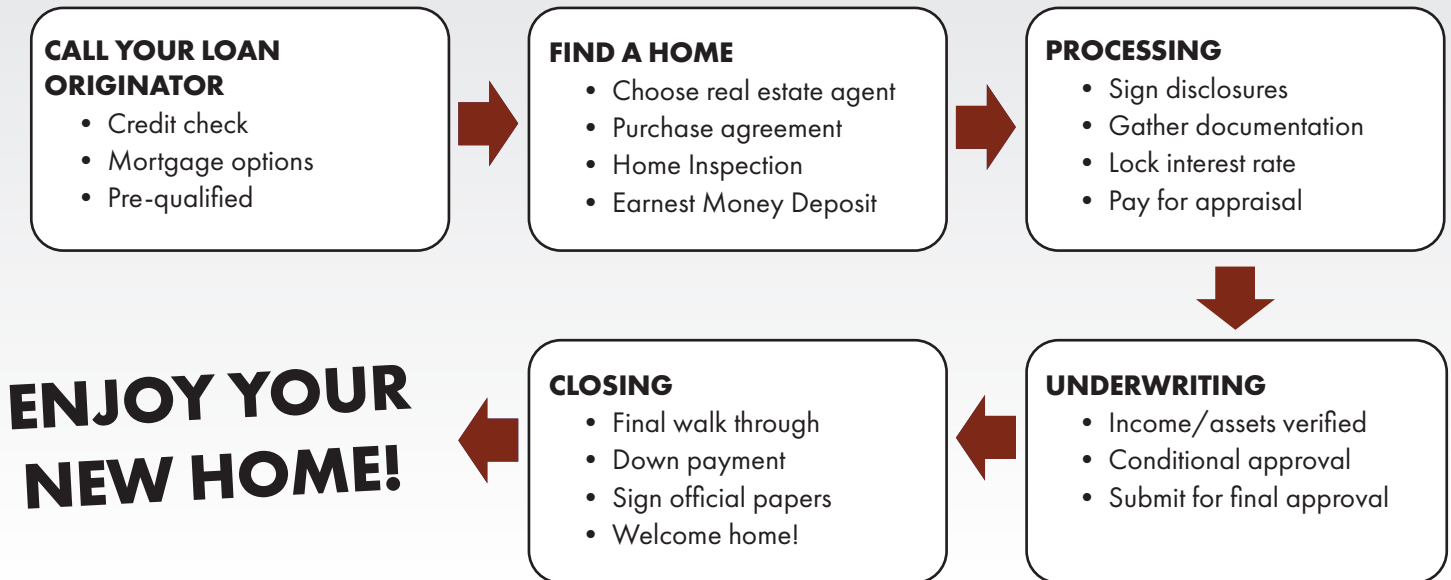 CALL YOUR LOAN
ORIGINATOR
• Credit check
• Mortgage options
• Pre-qualified
FIND A HOME
• Choose real estate agent
• Purchase agreement
• Home Inspection
• Earnest Money Deposit
PROCESSING
• Sign disclosures
• Gather documentation
• Lock interest rate
• Pay for appraisal
UNDERWRITING
• Income/assets verified
• Conditional approval
• Submit for final approval
CLOSING
• Final walk through
• Down payment
• Sign official papers
• Welcome home!
ENJOY YOUR
NEW HOME!